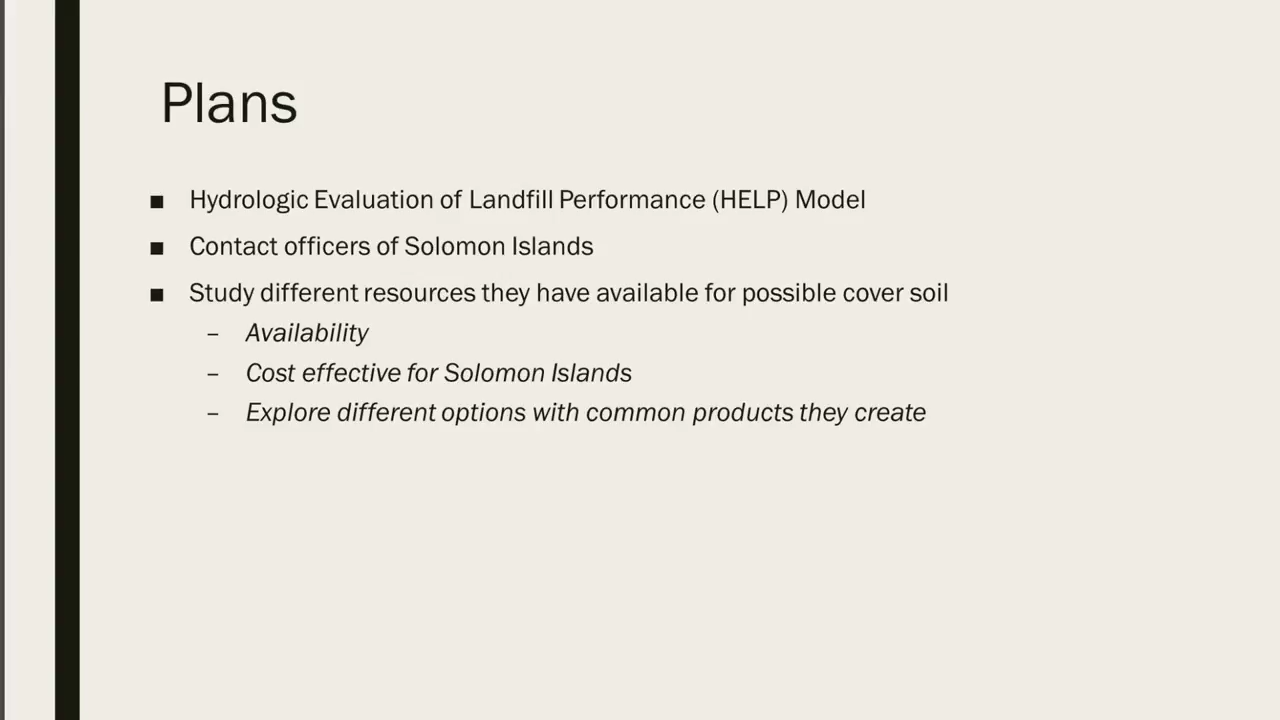 Plans
■ Hydrologic Evaluation of Landfill Performance (HELP) Model
■ Contact officers of Solomon Islands
■ Study different resources they have available for possible cover soil
– Availability
– Cost effective for Solomon Islands
– Explore different options with common products they create